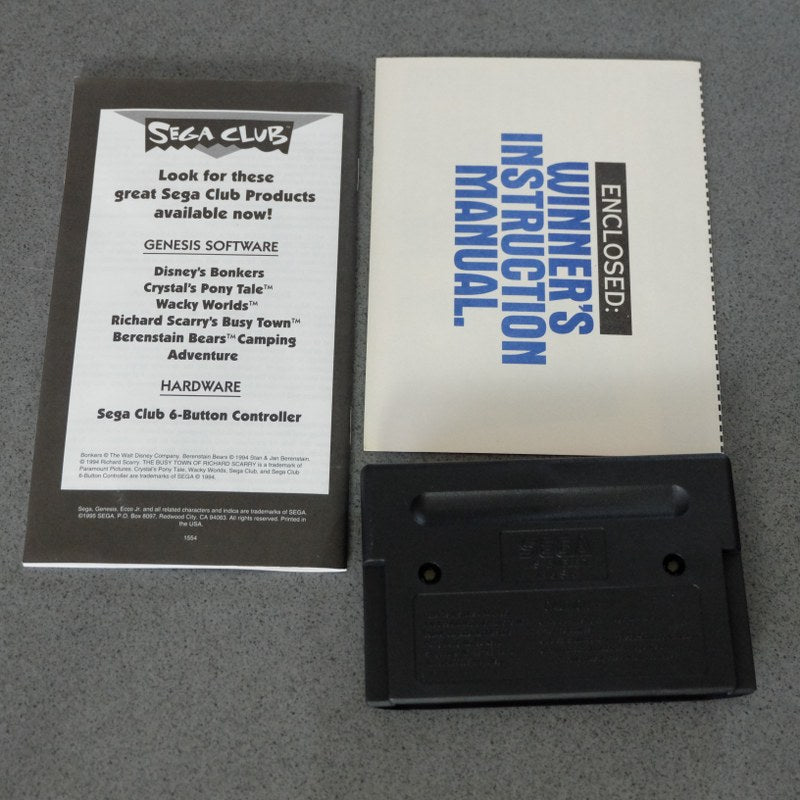 SEGA CLUB™
Look for these
great Sega Club Products
available now!
GENESIS SOFTWARE
Disney's Bonkers
Crystal's Pony Tale™
Wacky Worlds™
Richard Scarry's Busy Town™
Berenstain Bears™ Camping
Adventure
HARDWARE
Sega Club 6-Button Controller
Bonkers © The Walt Disney Company. Berenstain Bears © 1994 Stan & Jan Berenstain.
© 1994 Richard Scarry. THE BUSY TOWN OF RICHARD SCARRY is a trademark of
Paramount Pictures. Crystal's Pony Tale, Wacky Worlds, Sega Club, and Sega Club
6-Button Controller are trademarks of SEGA © 1994.
Sega, Genesis, Ecco Jr. and all related characters and indicia are trademarks of SEGA.
©1995 SEGA, P.O. Box 8097, Redwood City, CA 94063. All rights reserved. Printed in
the USA.
1554
ENCLOSED:
WINNER'S
INSTRUCTION
MANUAL.
SEGA